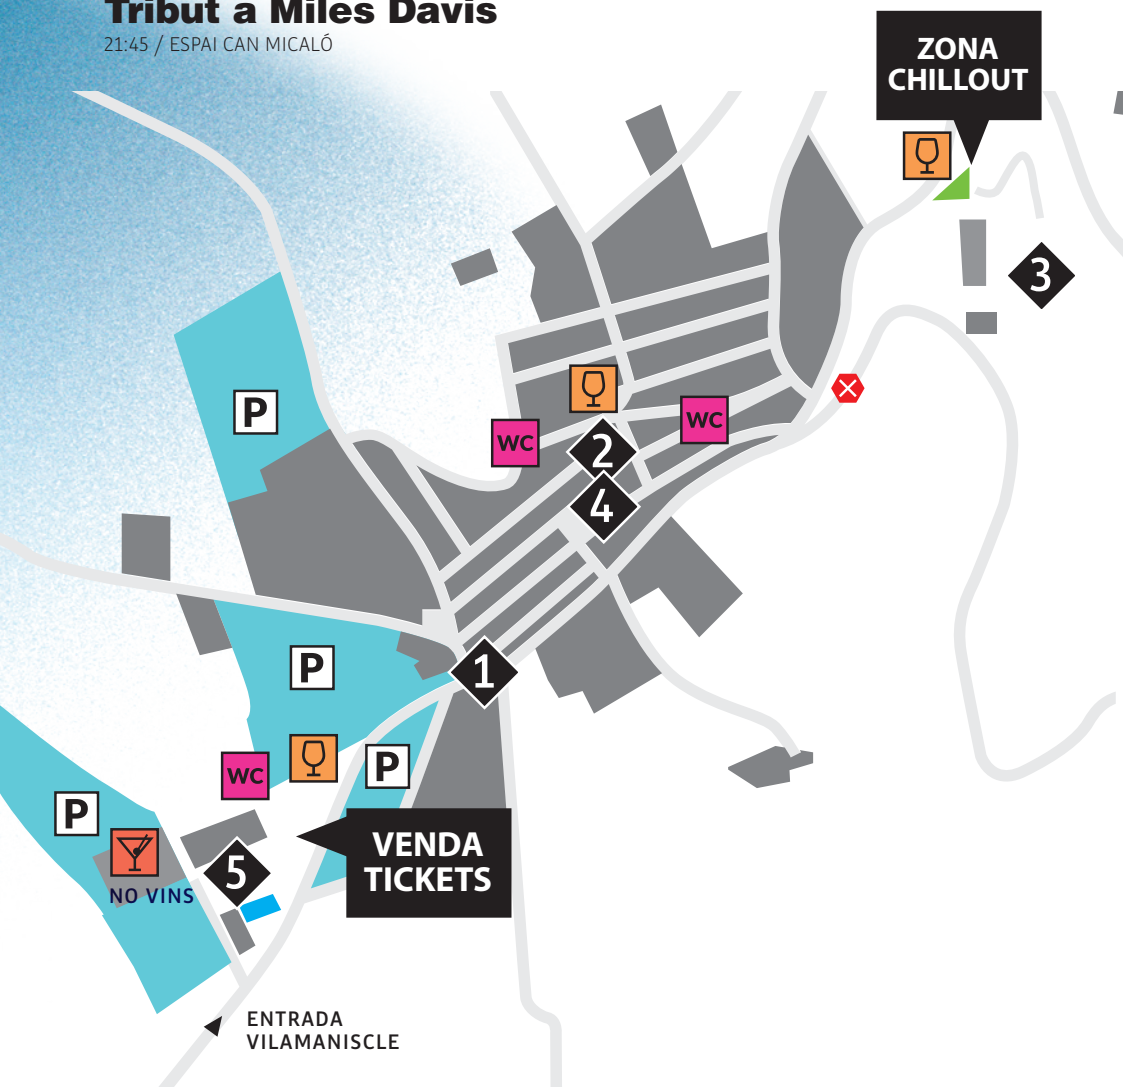 Tribut a Miles Davis
21:45 / ESPAI CAN MICALÓ
ZONA
CHILLOUT
3
P
WC
WC
2
4
P
1
WC
P
P
VENDA
TICKETS
5
NO VINS
ENTRADA
VILAMANISCLE